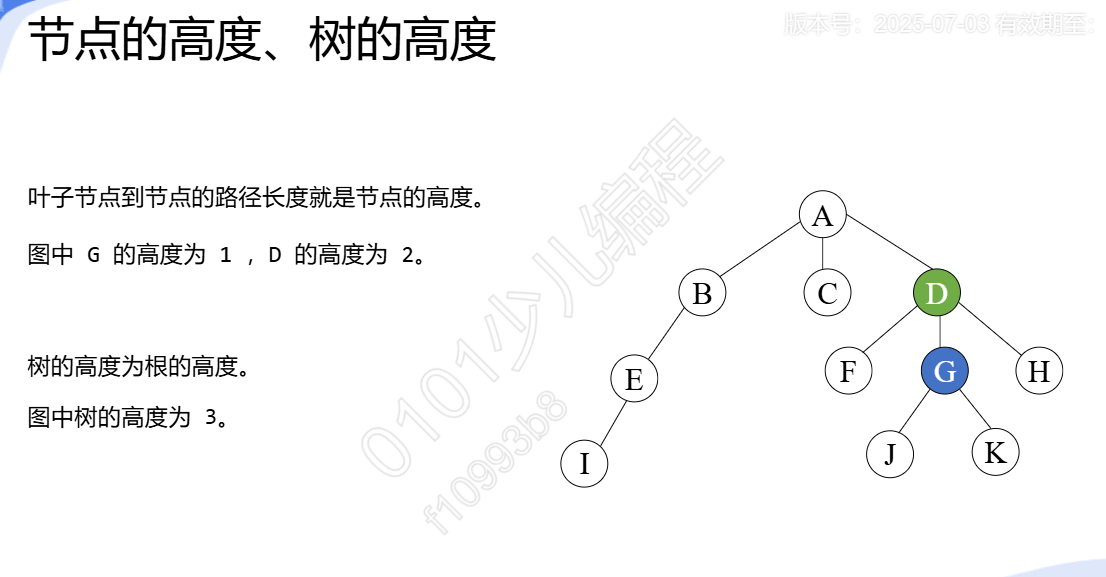 节点的高度、树的高度
版本号：2025-07-03 有效期至：
叶子节点到节点的路径长度就是节点的高度。
图中 G 的高度为 1 ，D 的高度为 2。
树的高度为根的高度。
图中树的高度为 3。
A
B
C
D
E
F
G
H
I
J
K
0101少儿编程
f10993b8